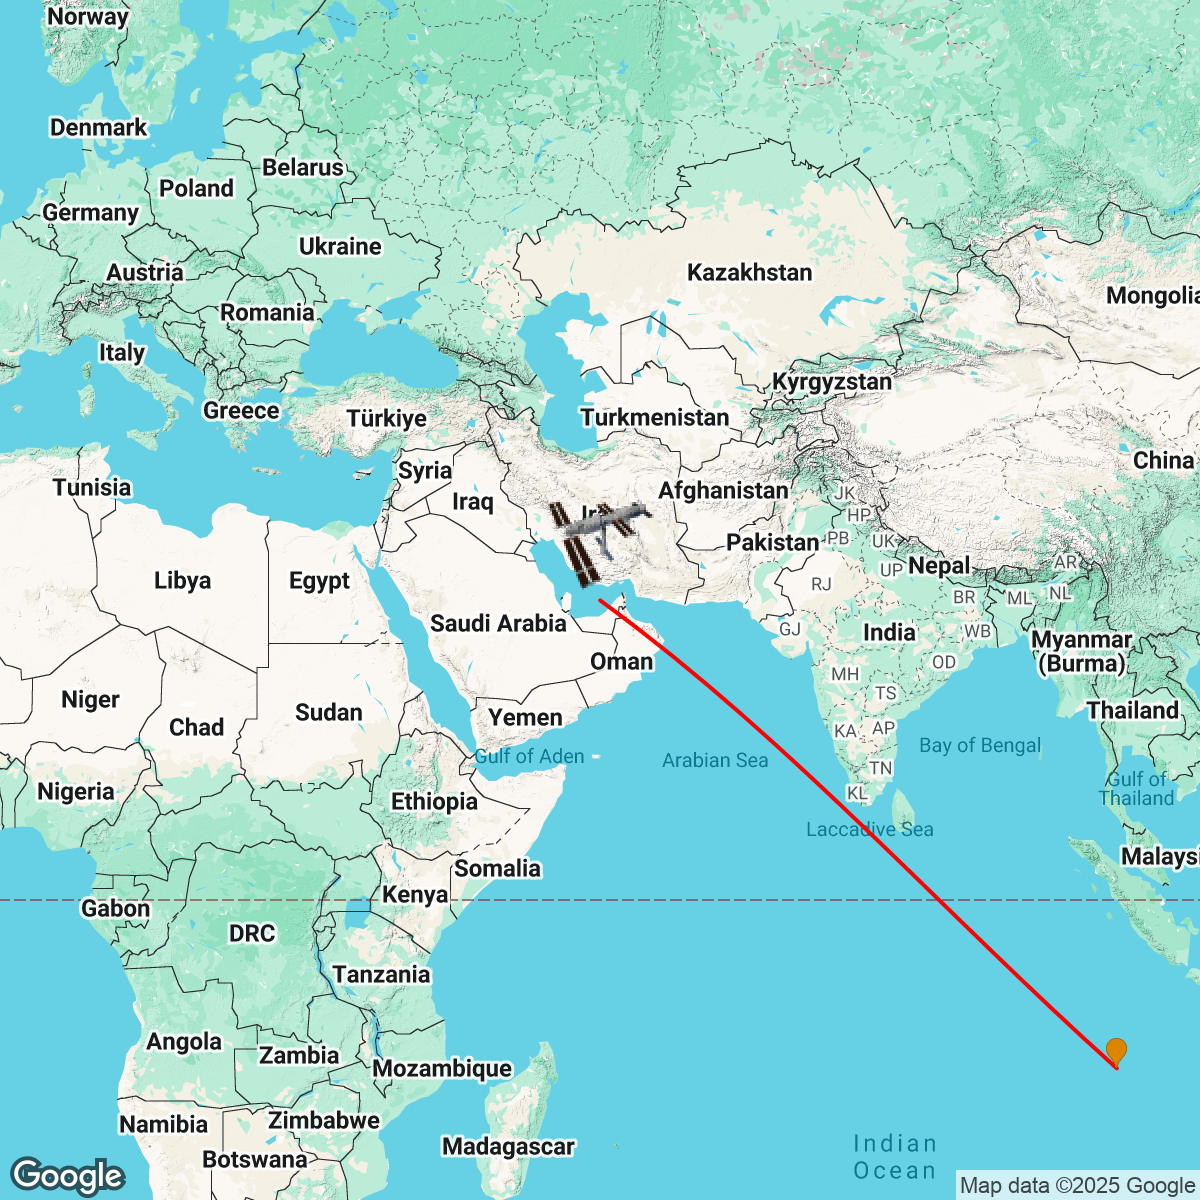 Norway
Denmark
Belarus
Poland
Germany
Ukraine
Austria
Kazakhstan
Mongolia
Romania
Italy
Kyrgyzstan
Greece
Türkiye
Turkmenistan
Syria
China
Tunisia
Afghanistan
Iraq
JK
HP
Pakistan
PB
UK
Nepal
AR
UP
Libya
Egypt
RJ
BR
ML
NL
Saudi Arabia
GJ
India
WB
Myanmar
(Burma)
Oman
OD
MH
TS
Niger
Sudan
Yemen
Thailand
Chad
KA
AP
Gulf of Aden
Arabian Sea
Bay of Bengal
TN
Gulf of
Thailand
Nigeria
KL
Ethiopia
Laccadive Sea
Malaysi
Somalia
Kenya
Gabon
DRC
Tanzania
Angola
Zambia
Mozambique
Zimbabwe
Namibia
Madagascar
Indian
Ocean
Botswana
Google
Map data ©2025 Google